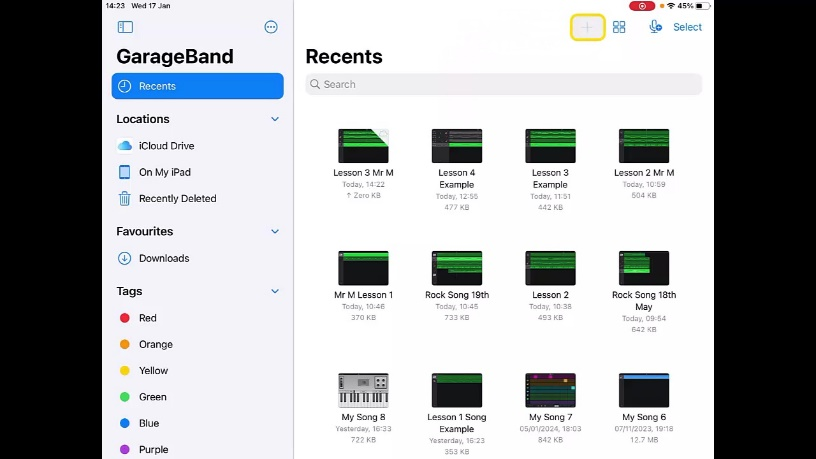 14:23 Wed 17 Jan
45%
Select
GarageBand
Recents
Recents
Search
Locations
iCloud Drive
On My iPad
Recently Deleted
Favourites
Downloads
Tags
Red
Orange
Yellow
Green
Blue
Purple
Lesson 3 Mr M
Today, 14:22
↑ Zero KB
Lesson 4
Example
Today, 12:55
477 KB
Lesson 3
Example
Today, 11:51
442 KB
Lesson 2 Mr M
Today, 10:59
504 KB
Mr M Lesson 1
Today, 10:46
370 KB
Rock Song 19th
Today, 10:45
733 KB
Lesson 2
Today, 10:38
493 KB
Rock Song 18th
May
Today, 09:54
642 KB
My Song 8
Yesterday, 16:33
722 KB
Lesson 1 Song
Example
Yesterday, 16:23
353 KB
My Song 7
05/01/2024, 18:03
842 KB
My Song 6
07/11/2023, 19:18
12.7 MB